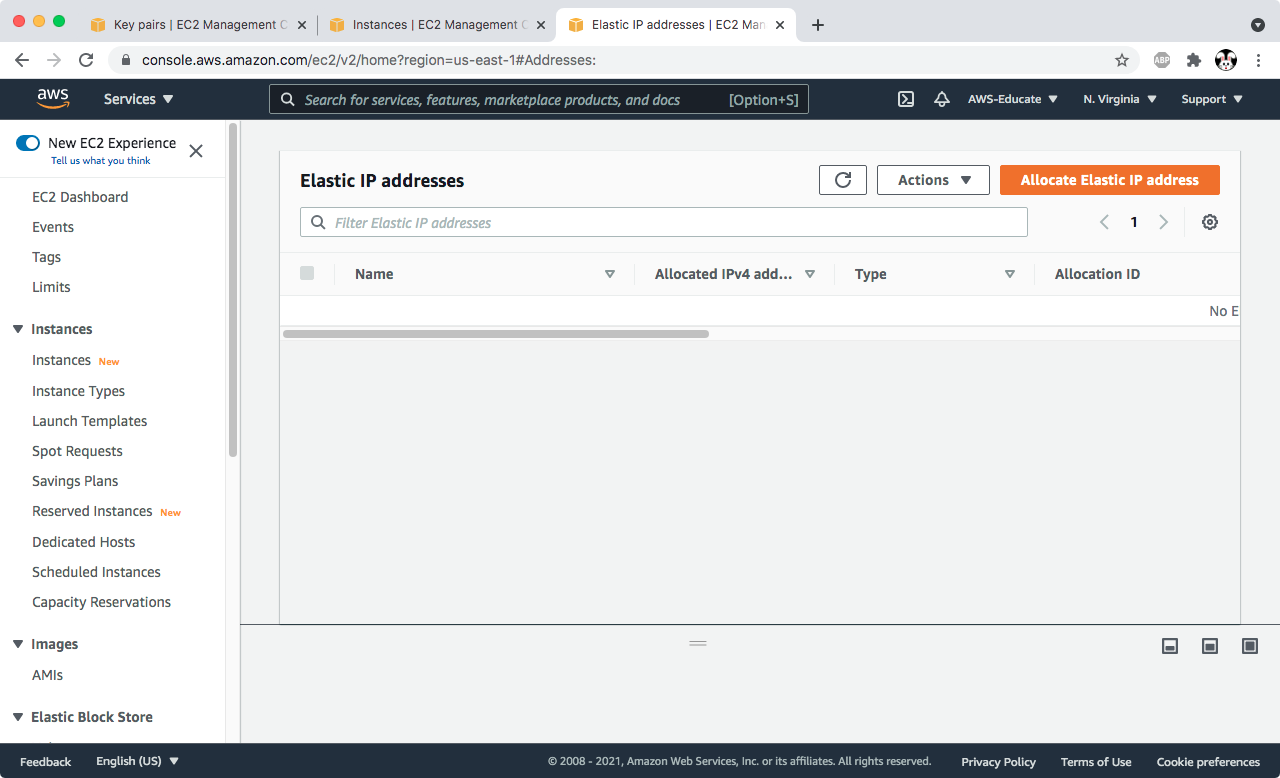 Key pairs | EC2 Management C
Instances | EC2 Management C
Elastic IP addresses | EC2 Man
console.aws.amazon.com/ec2/v2/home?region=us-east-1#Addresses:
ABP
aws
Services
Search for services, features, marketplace products, and docs
[Option+S]
AWS-Educate
N. Virginia
Support
New EC2 Experience
Tell us what you think
EC2 Dashboard
Events
Tags
Limits
Instances
Instances New
Instance Types
Launch Templates
Spot Requests
Savings Plans
Reserved Instances New
Dedicated Hosts
Scheduled Instances
Capacity Reservations
Images
AMIs
Elastic Block Store
Elastic IP addresses
Actions
Allocate Elastic IP address
Filter Elastic IP addresses
1
Name
Allocated IPv4 add...
Type
Allocation ID
No E
Feedback
English (US)
© 2008 - 2021, Amazon Web Services, Inc. or its affiliates. All rights reserved.
Privacy Policy
Terms of Use
Cookie preferences